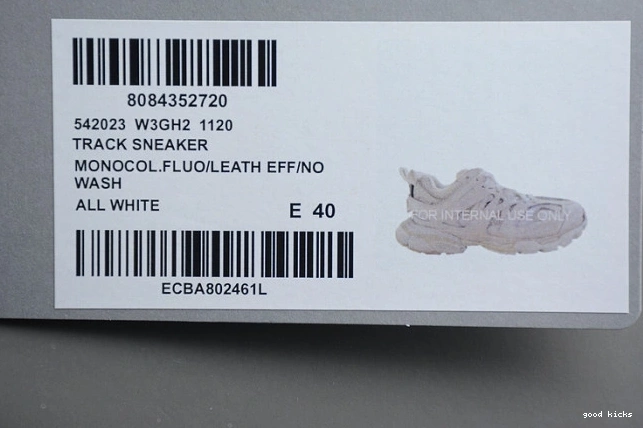 8084352720
542023 W3GH2 1120
TRACK SNEAKER
MONOCOL.FLUO/LEATH EFF/NO
WASH
ALL WHITE
E 40
FOR INTERNAL USE ONLY
ECBA802461L
good kicks